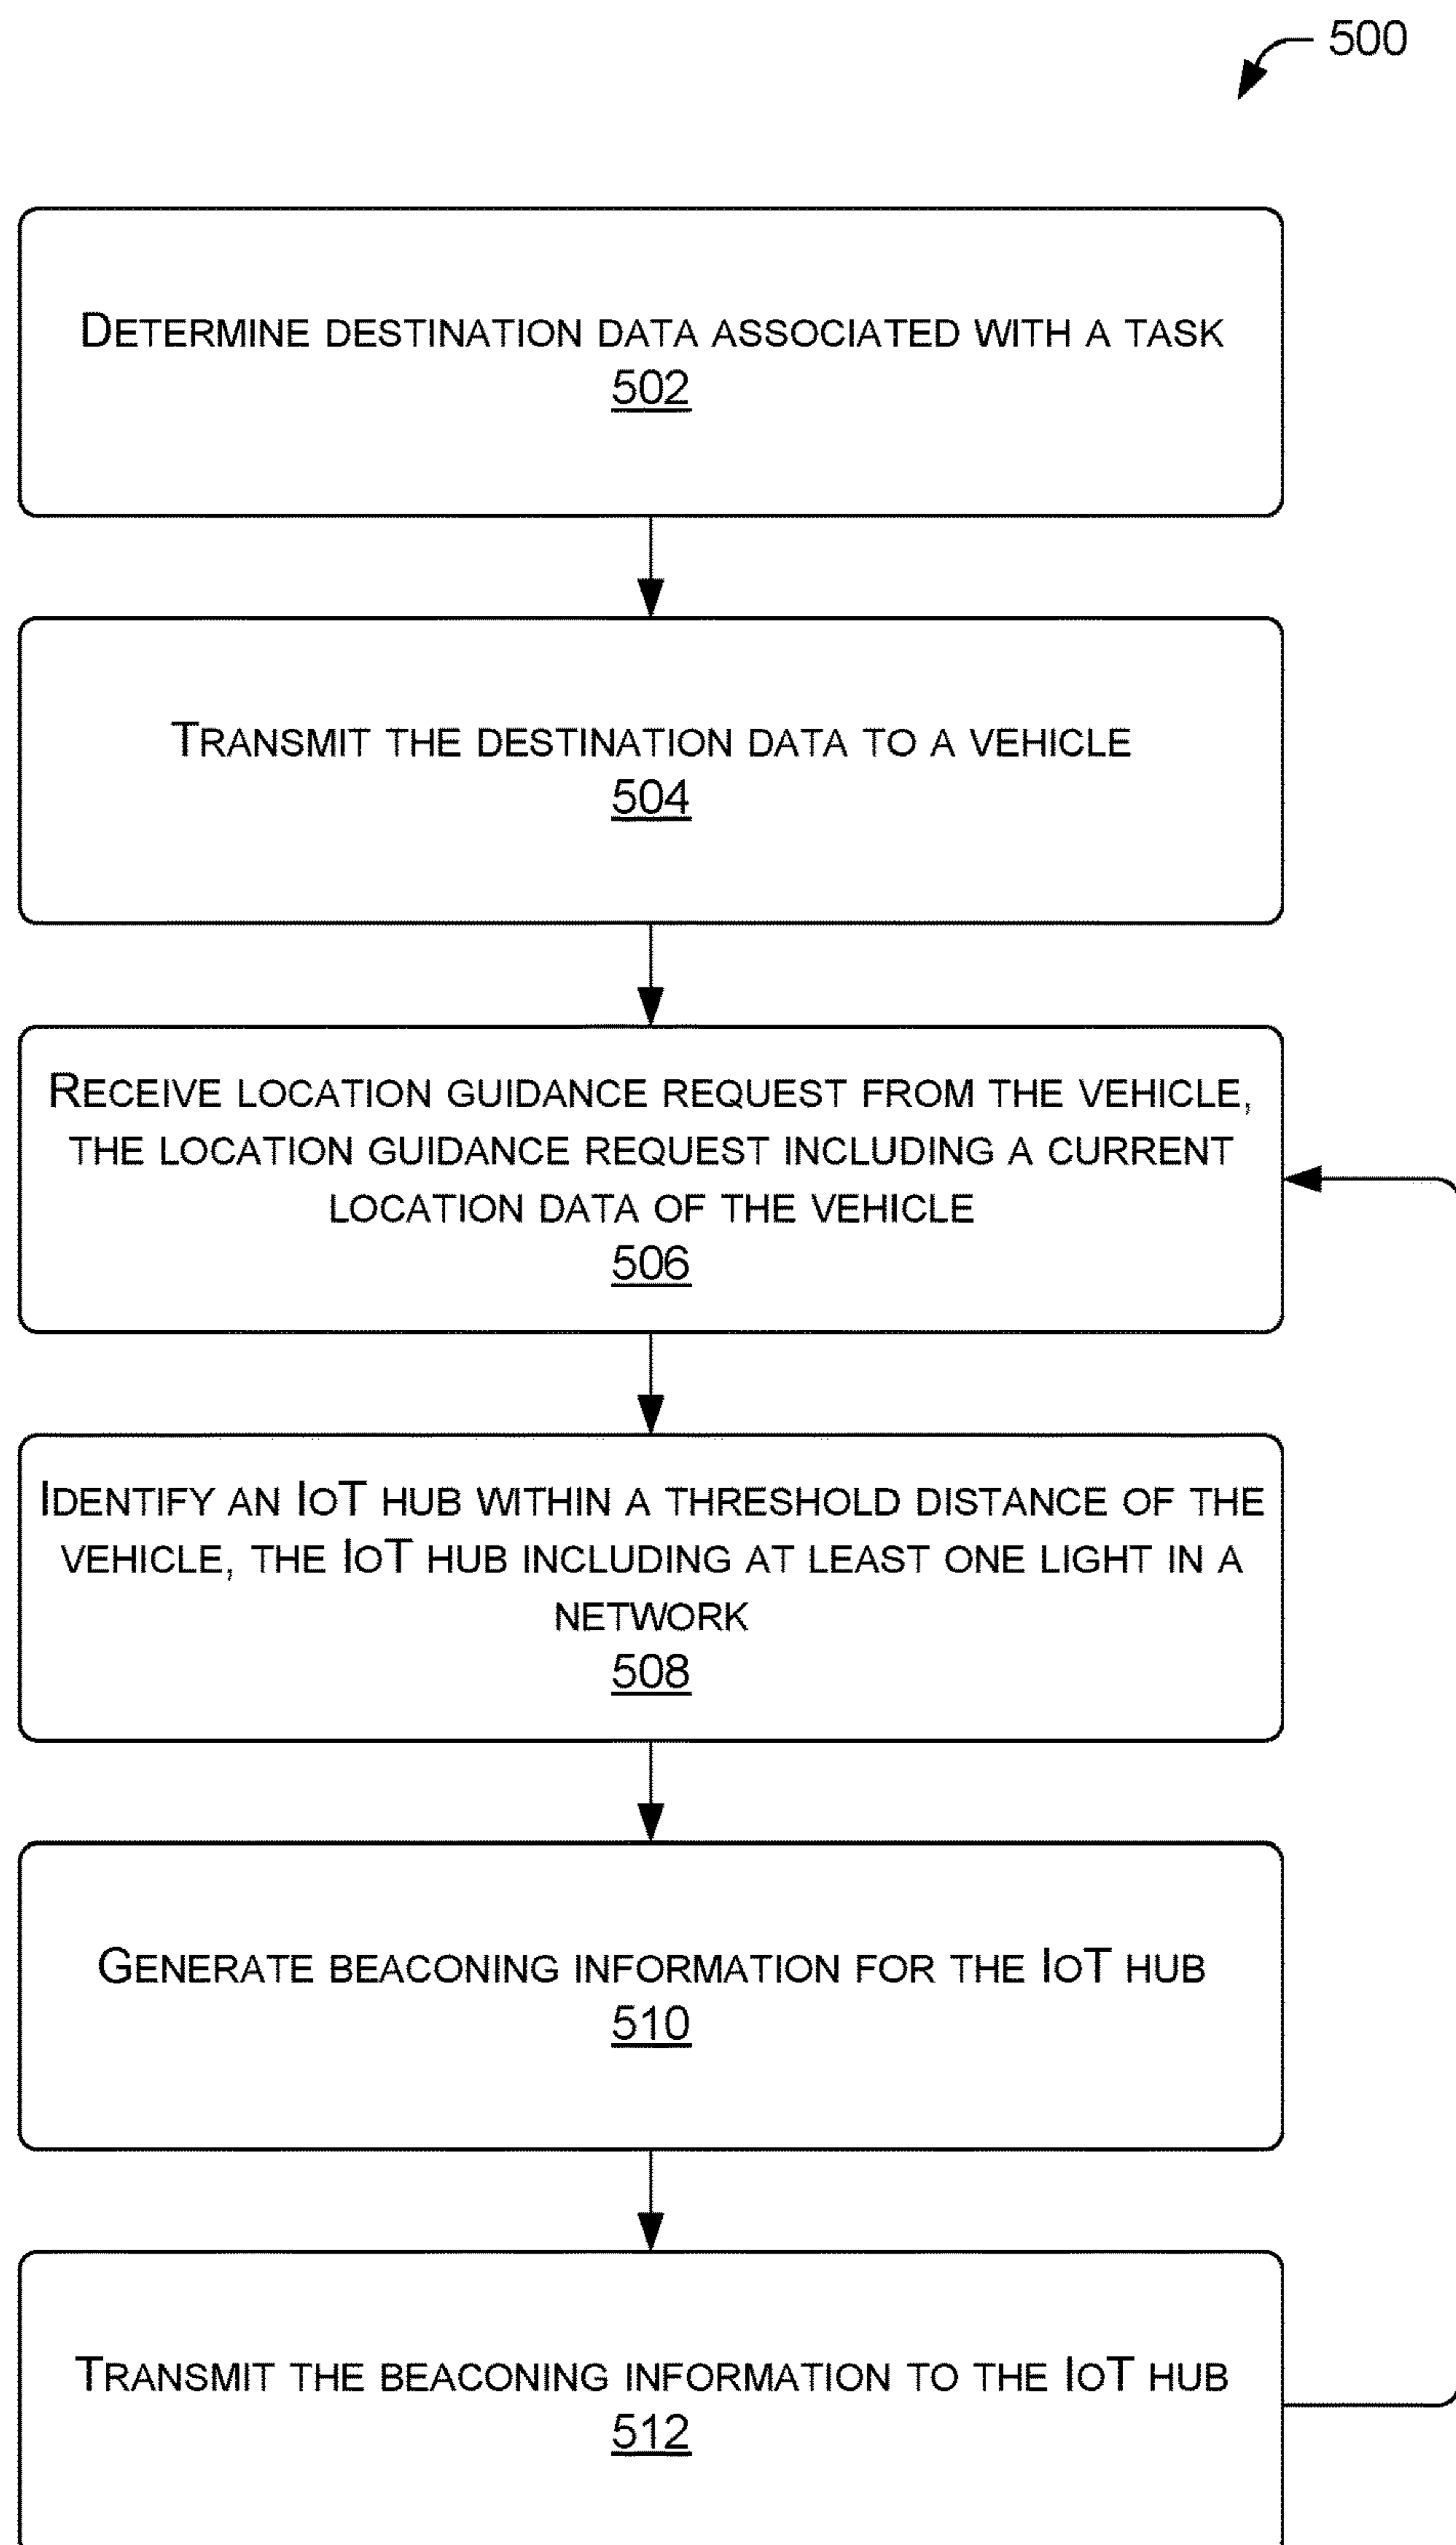 500
DETERMINE DESTINATION DATA ASSOCIATED WITH A TASK
502
TRANSMIT THE DESTINATION DATA TO A VEHICLE
504
RECEIVE LOCATION GUIDANCE REQUEST FROM THE VEHICLE,
THE LOCATION GUIDANCE REQUEST INCLUDING A CURRENT
LOCATION DATA OF THE VEHICLE
506
IDENTIFY AN IOT HUB WITHIN A THRESHOLD DISTANCE OF THE
VEHICLE, THE IOT HUB INCLUDING AT LEAST ONE LIGHT IN A
NETWORK
508
GENERATE BEACONING INFORMATION FOR THE IOT HUB
510
TRANSMIT THE BEACONING INFORMATION TO THE IOT HUB
512